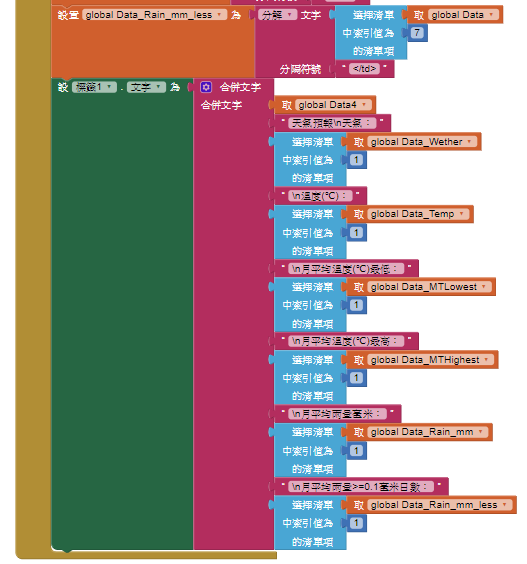 設置 global Data_Rain_mm_less 為 分解 文字 選擇清單 取 global Data
中索引值為 7
的清單項
分隔符號 " </td> "
設 標籤1 . 文字 為 合併文字
合併文字 取 global Data4
" 天氣預報\n天氣： "
選擇清單 取 global Data_Wether
中索引值為 1
的清單項
" \n溫度(℃)： "
選擇清單 取 global Data_Temp
中索引值為 1
的清單項
" \n月平均溫度(℃)最低： "
選擇清單 取 global Data_MTLowest
中索引值為 1
的清單項
" \n月平均溫度(℃)最高： "
選擇清單 取 global Data_MTHighest
中索引值為 1
的清單項
" \n月平均雨量毫米： "
選擇清單 取 global Data_Rain_mm
中索引值為 1
的清單項
" \n月平均雨量>=0.1毫米日數： "
選擇清單 取 global Data_Rain_mm_less
中索引值為 1
的清單項